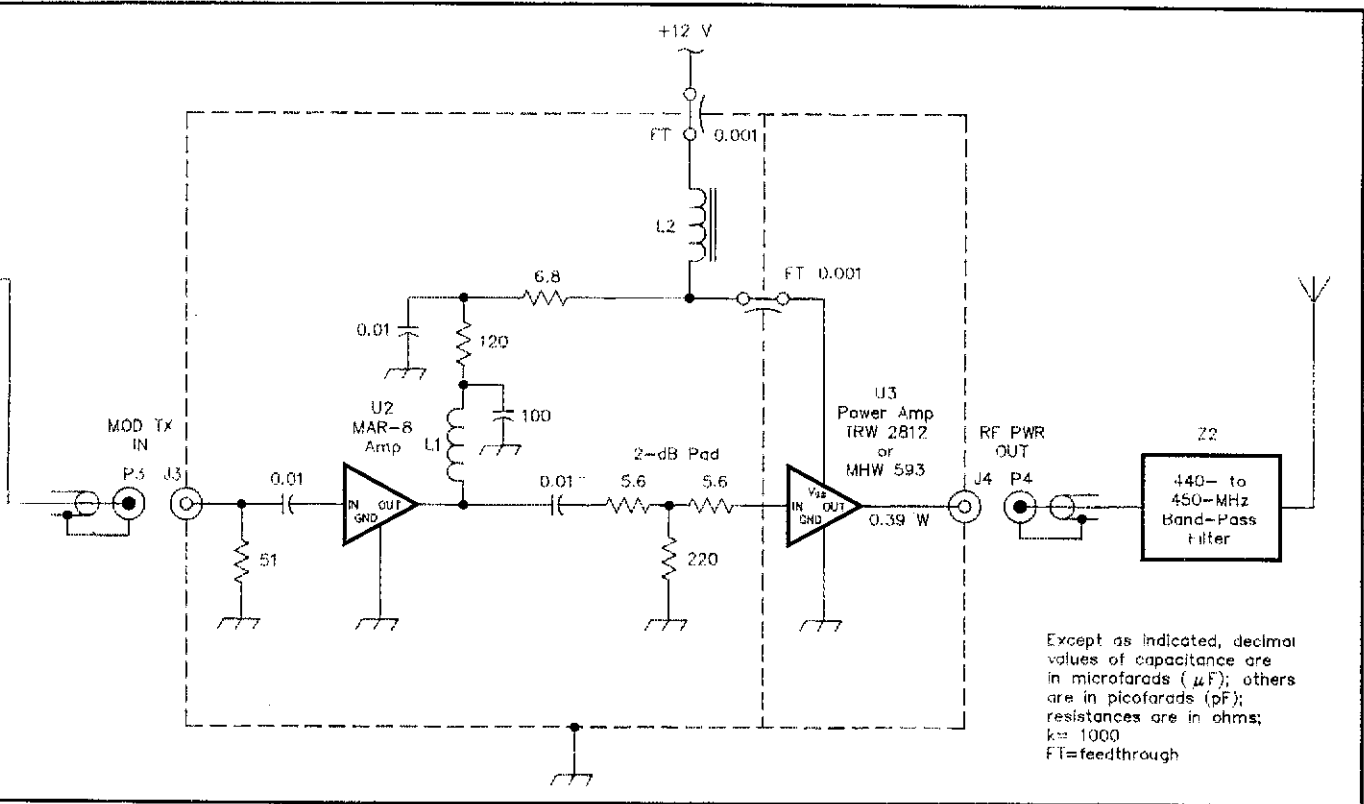 +12 V
FT 0.001
L2
FT 0.001
6.8
0.01
120
100
L1
U2
MAR-8
Amp
MOD TX
IN
P3
J3
0.01
IN
OUT
GND
51
0.01
2-dB Pad
5.6
5.6
220
U3
Power Amp
TRW 2812
or
MHW 593
IN
OUT
GND
0.39 W
RF PWR
OUT
J4
P4
Z2
440- to
450-MHz
Band-Pass
Filter
Except as indicated, decimal
values of capacitance are
in microfarads (µF); others
are in picofarads (pF);
resistances are in ohms;
k= 1000
FT=feedthrough